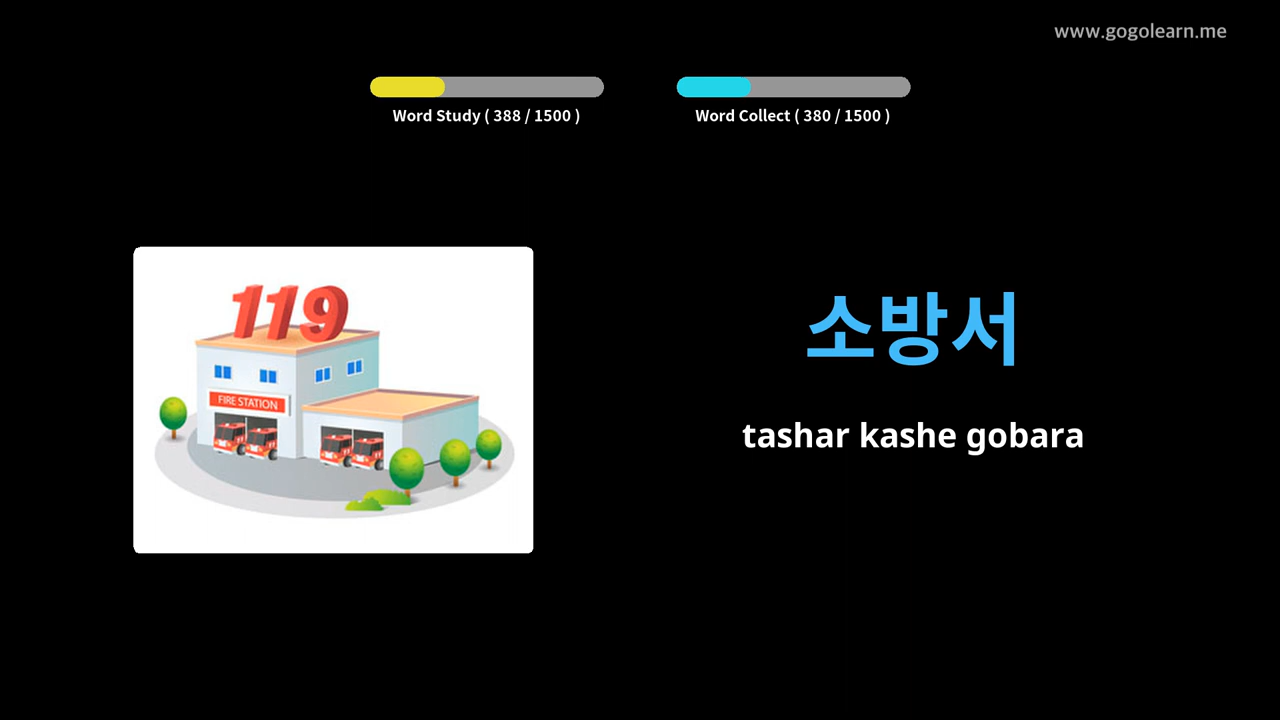 www.gogolearn.me
Word Study ( 388 / 1500 )
Word Collect ( 380 / 1500 )
119
FIRE STATION
소방서
tashar kashe gobara